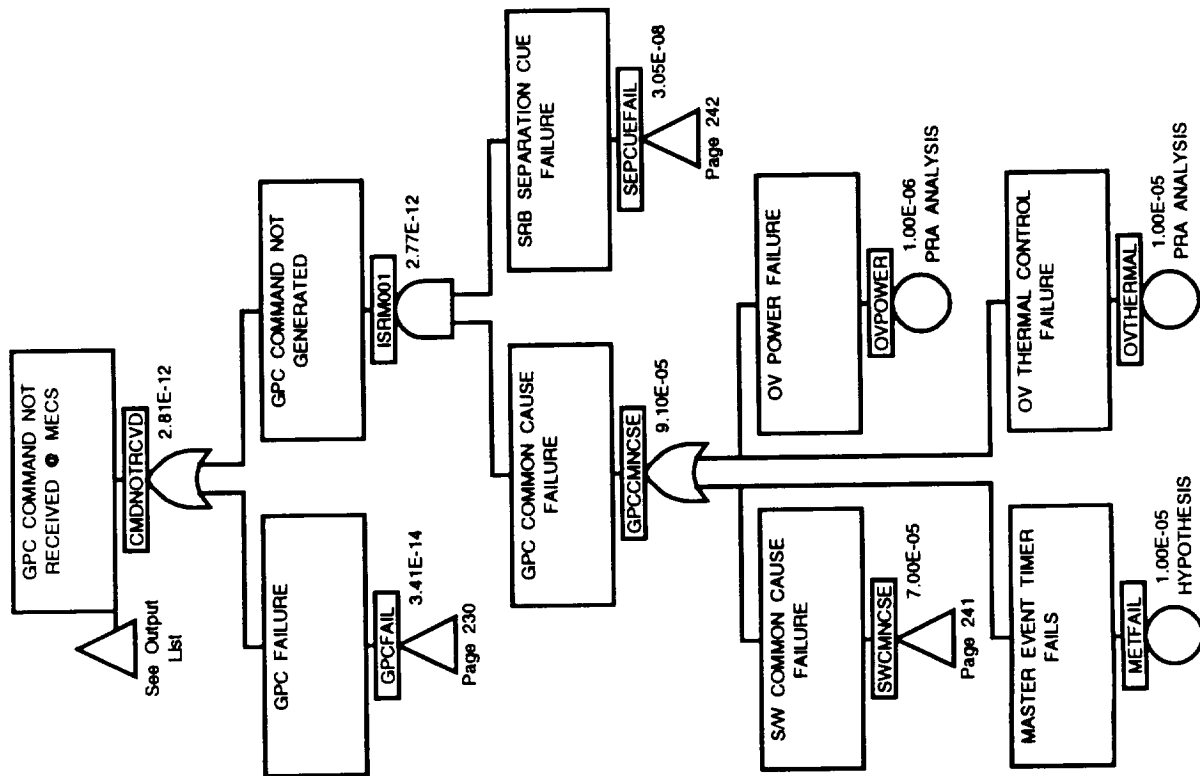 GPC COMMAND NOT
RECEIVED @ MECS
CMDNOTRCVD
2.81E-12
See Output
List
GPC FAILURE
GPCFAIL
3.41E-14
Page 230
GPC COMMAND NOT
GENERATED
ISRM001
2.77E-12
GPC COMMON CAUSE
FAILURE
GPCCMNCSE
9.10E-05
SRB SEPARATION CUE
FAILURE
SEPCUEFAIL
3.05E-08
Page 242
S/W COMMON CAUSE
FAILURE
SWCMNCSE
7.00E-05
Page 241
OV POWER FAILURE
OVPOWER
1.00E-06
PRA ANALYSIS
MASTER EVENT TIMER
FAILS
METFAIL
1.00E-05
HYPOTHESIS
OV THERMAL CONTROL
FAILURE
OVTHERMAL
1.00E-05
PRA ANALYSIS